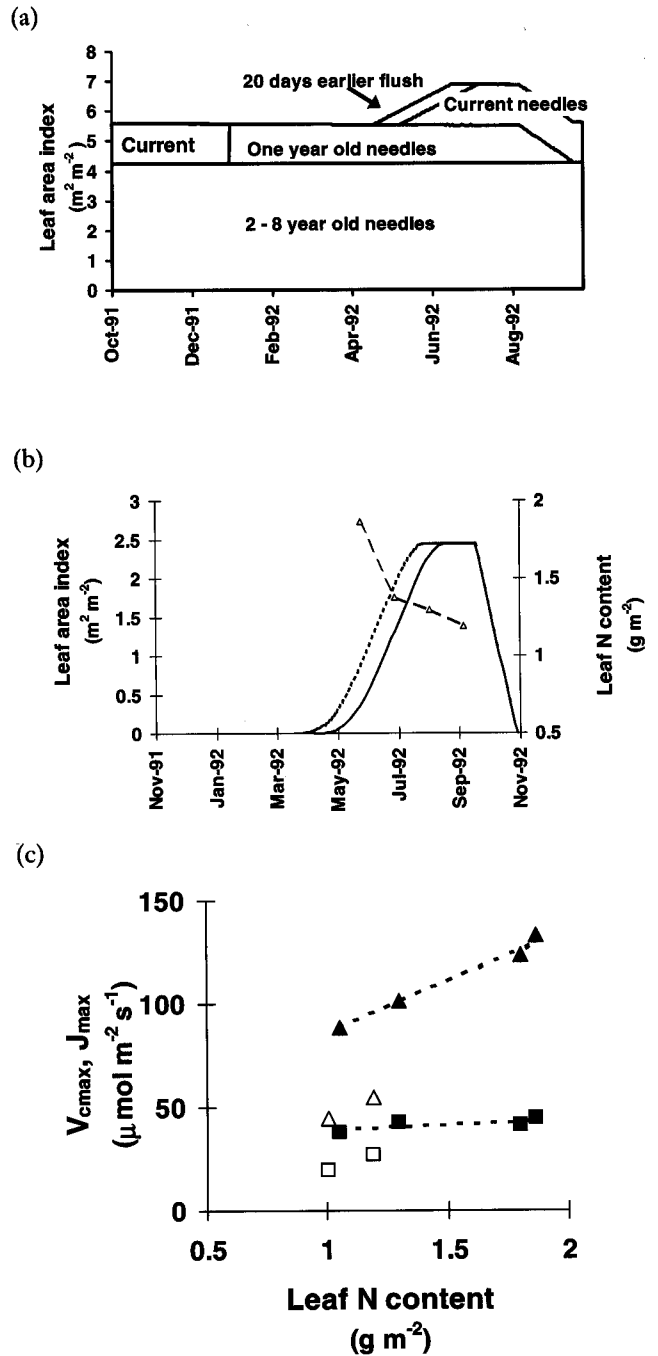 (a)
8
7
6
5
4
3
2
1
0
Leaf area index
(m² m⁻²)
20 days earlier flush
Current needles
Current
One year old needles
2 - 8 year old needles
Oct-91
Dec-91
Feb-92
Apr-92
Jun-92
Aug-92
(b)
3
2.5
2
1.5
1
0.5
0
Leaf area index
(m² m⁻²)
2
1.5
1
0.5
Leaf N content
(g m⁻²)
Nov-91
Jan-92
Mar-92
May-92
Jul-92
Sep-92
Nov-92
(c)
150
100
50
0
Vcmax, Jmax
(μ mol m⁻² s⁻¹)
0.5
1
1.5
2
Leaf N content
(g m⁻²)